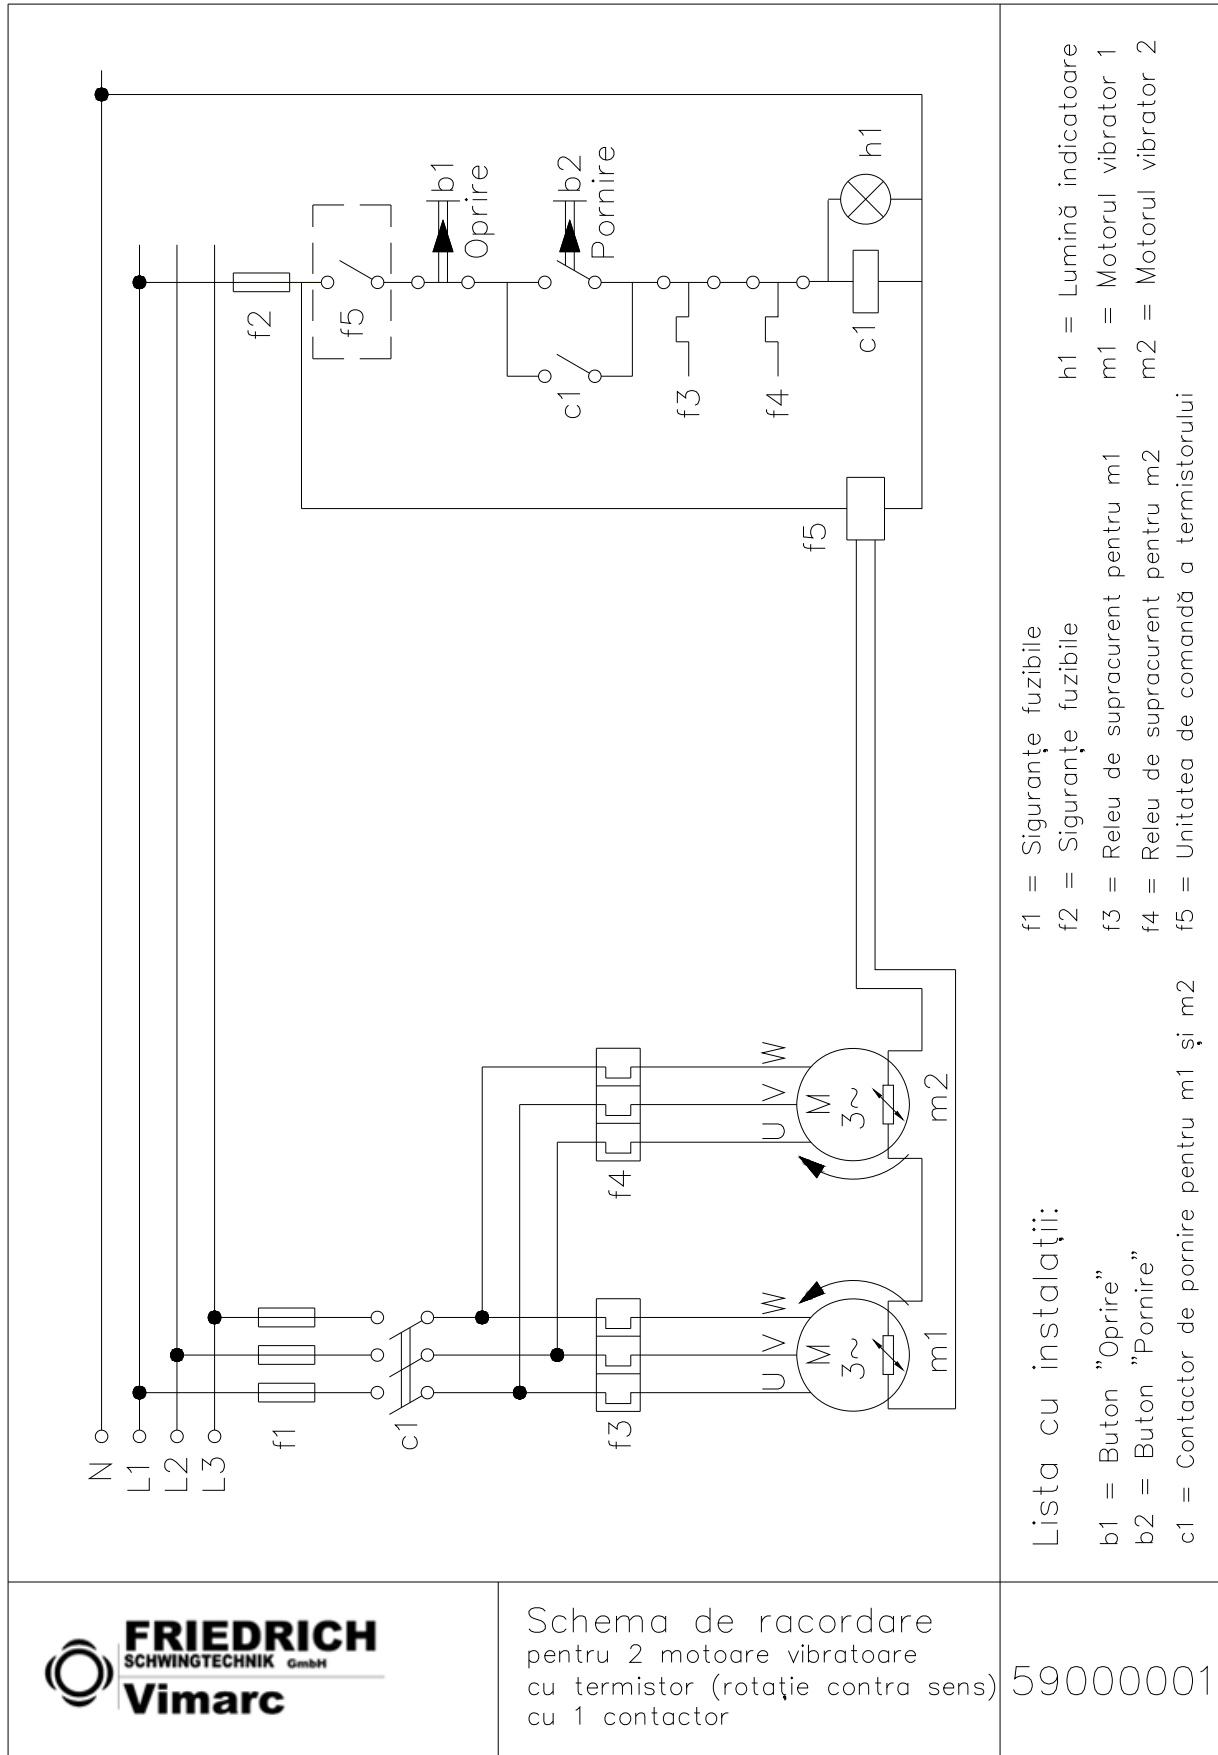 N
L1
L2
L3
f1
c1
f3
f4
U
V
W
M
3~
m1
U
V
W
M
3~
m2
f2
f5
b1
Oprire
b2
Pornire
c1
f3
f4
c1
h1
f5
Lista cu instalații:
b1 = Buton "Oprire"
b2 = Buton "Pornire"
c1 = Contactor de pornire pentru m1 și m2
f1 = Siguranțe fuzibile
f2 = Siguranțe fuzibile
f3 = Releu de supracurent pentru m1
f4 = Releu de supracurent pentru m2
f5 = Unitatea de comandă a termistorului
h1 = Lumină indicatoare
m1 = Motorul vibrator 1
m2 = Motorul vibrator 2
FRIEDRICH
SCHWINGTECHNIK GmbH
Vimarc
Schema de racordare
pentru 2 motoare vibratoare
cu termistor (rotație contra sens)
cu 1 contactor
59000001